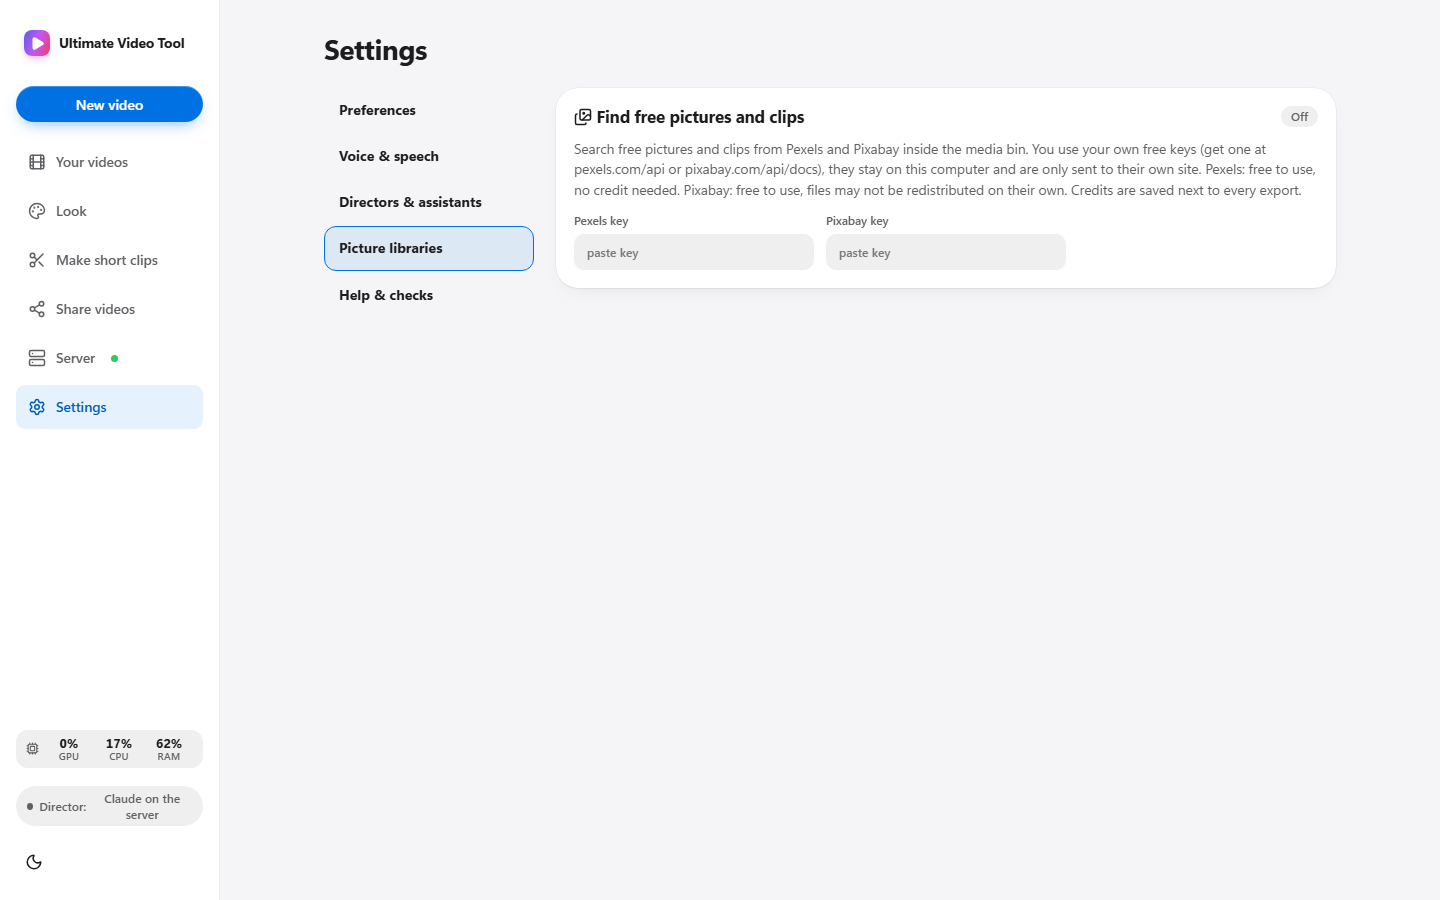 Ultimate Video Tool
New video
Your videos
Look
Make short clips
Share videos
Server
Settings
0%
GPU
17%
CPU
62%
RAM
Director:
Claude on the
server
Settings
Preferences
Voice & speech
Directors & assistants
Picture libraries
Help & checks
Find free pictures and clips
Off
Search free pictures and clips from Pexels and Pixabay inside the media bin. You use your own free keys (get one at
pexels.com/api or pixabay.com/api/docs), they stay on this computer and are only sent to their own site. Pexels: free to use,
no credit needed. Pixabay: free to use, files may not be redistributed on their own. Credits are saved next to every export.
Pexels key
paste key
Pixabay key
paste key